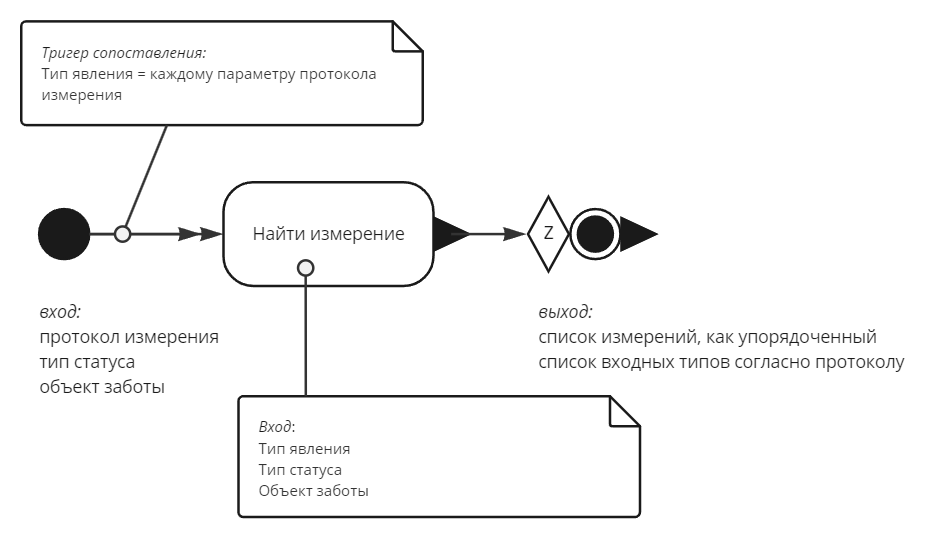 Тригер сопоставления:
Тип явления = каждому параметру протокола
измерения
Найти измерение
Z
вход:
протокол измерения
тип статуса
объект заботы
выход:
список измерений, как упорядоченный
список входных типов согласно протоколу
Вход:
Тип явления
Тип статуса
Объект заботы